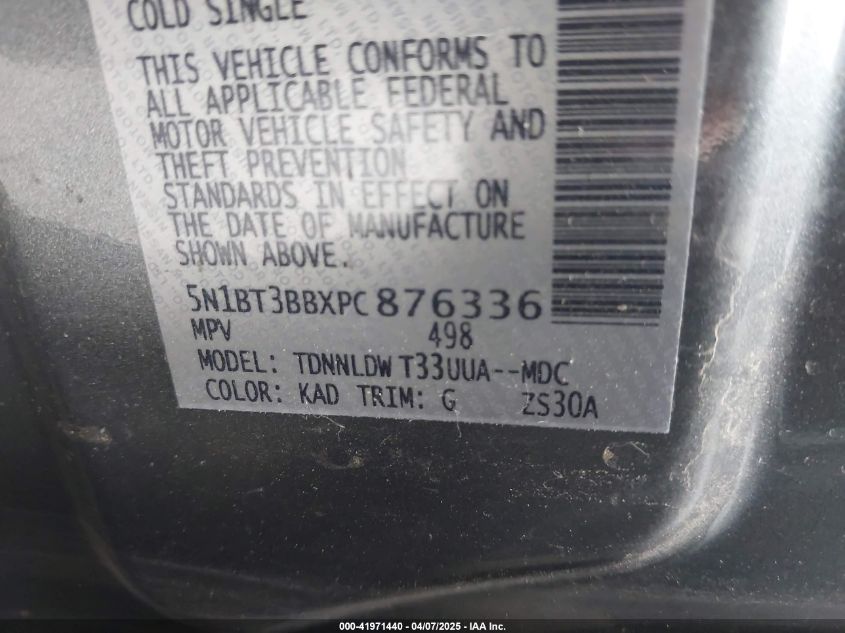 COLD SINGLE
THIS VEHICLE CONFORMS TO
ALL APPLICABLE FEDERAL
MOTOR VEHICLE SAFETY AND
THEFT PREVENTION
STANDARDS IN EFFECT ON
THE DATE OF MANUFACTURE
SHOWN ABOVE.
5N1BT3BBXPC876336
MPV 498
MODEL: TDNNLDW T33UUA--MDC
COLOR: KAD TRIM: G ZS30A
000-41971440 - 04/07/2025 - IAA Inc.